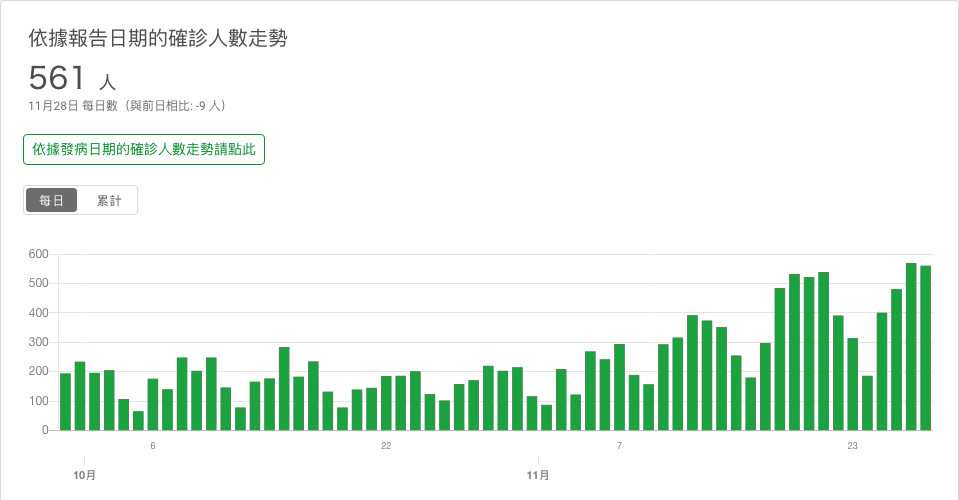 依據報告日期的確診人數走勢
561 人
11月28日 每日數（與前日相比: -9 人）
依據發病日期的確診人數走勢請點此
每日 累計
600
500
400
300
200
100
0
6 22 7 23
10月 11月